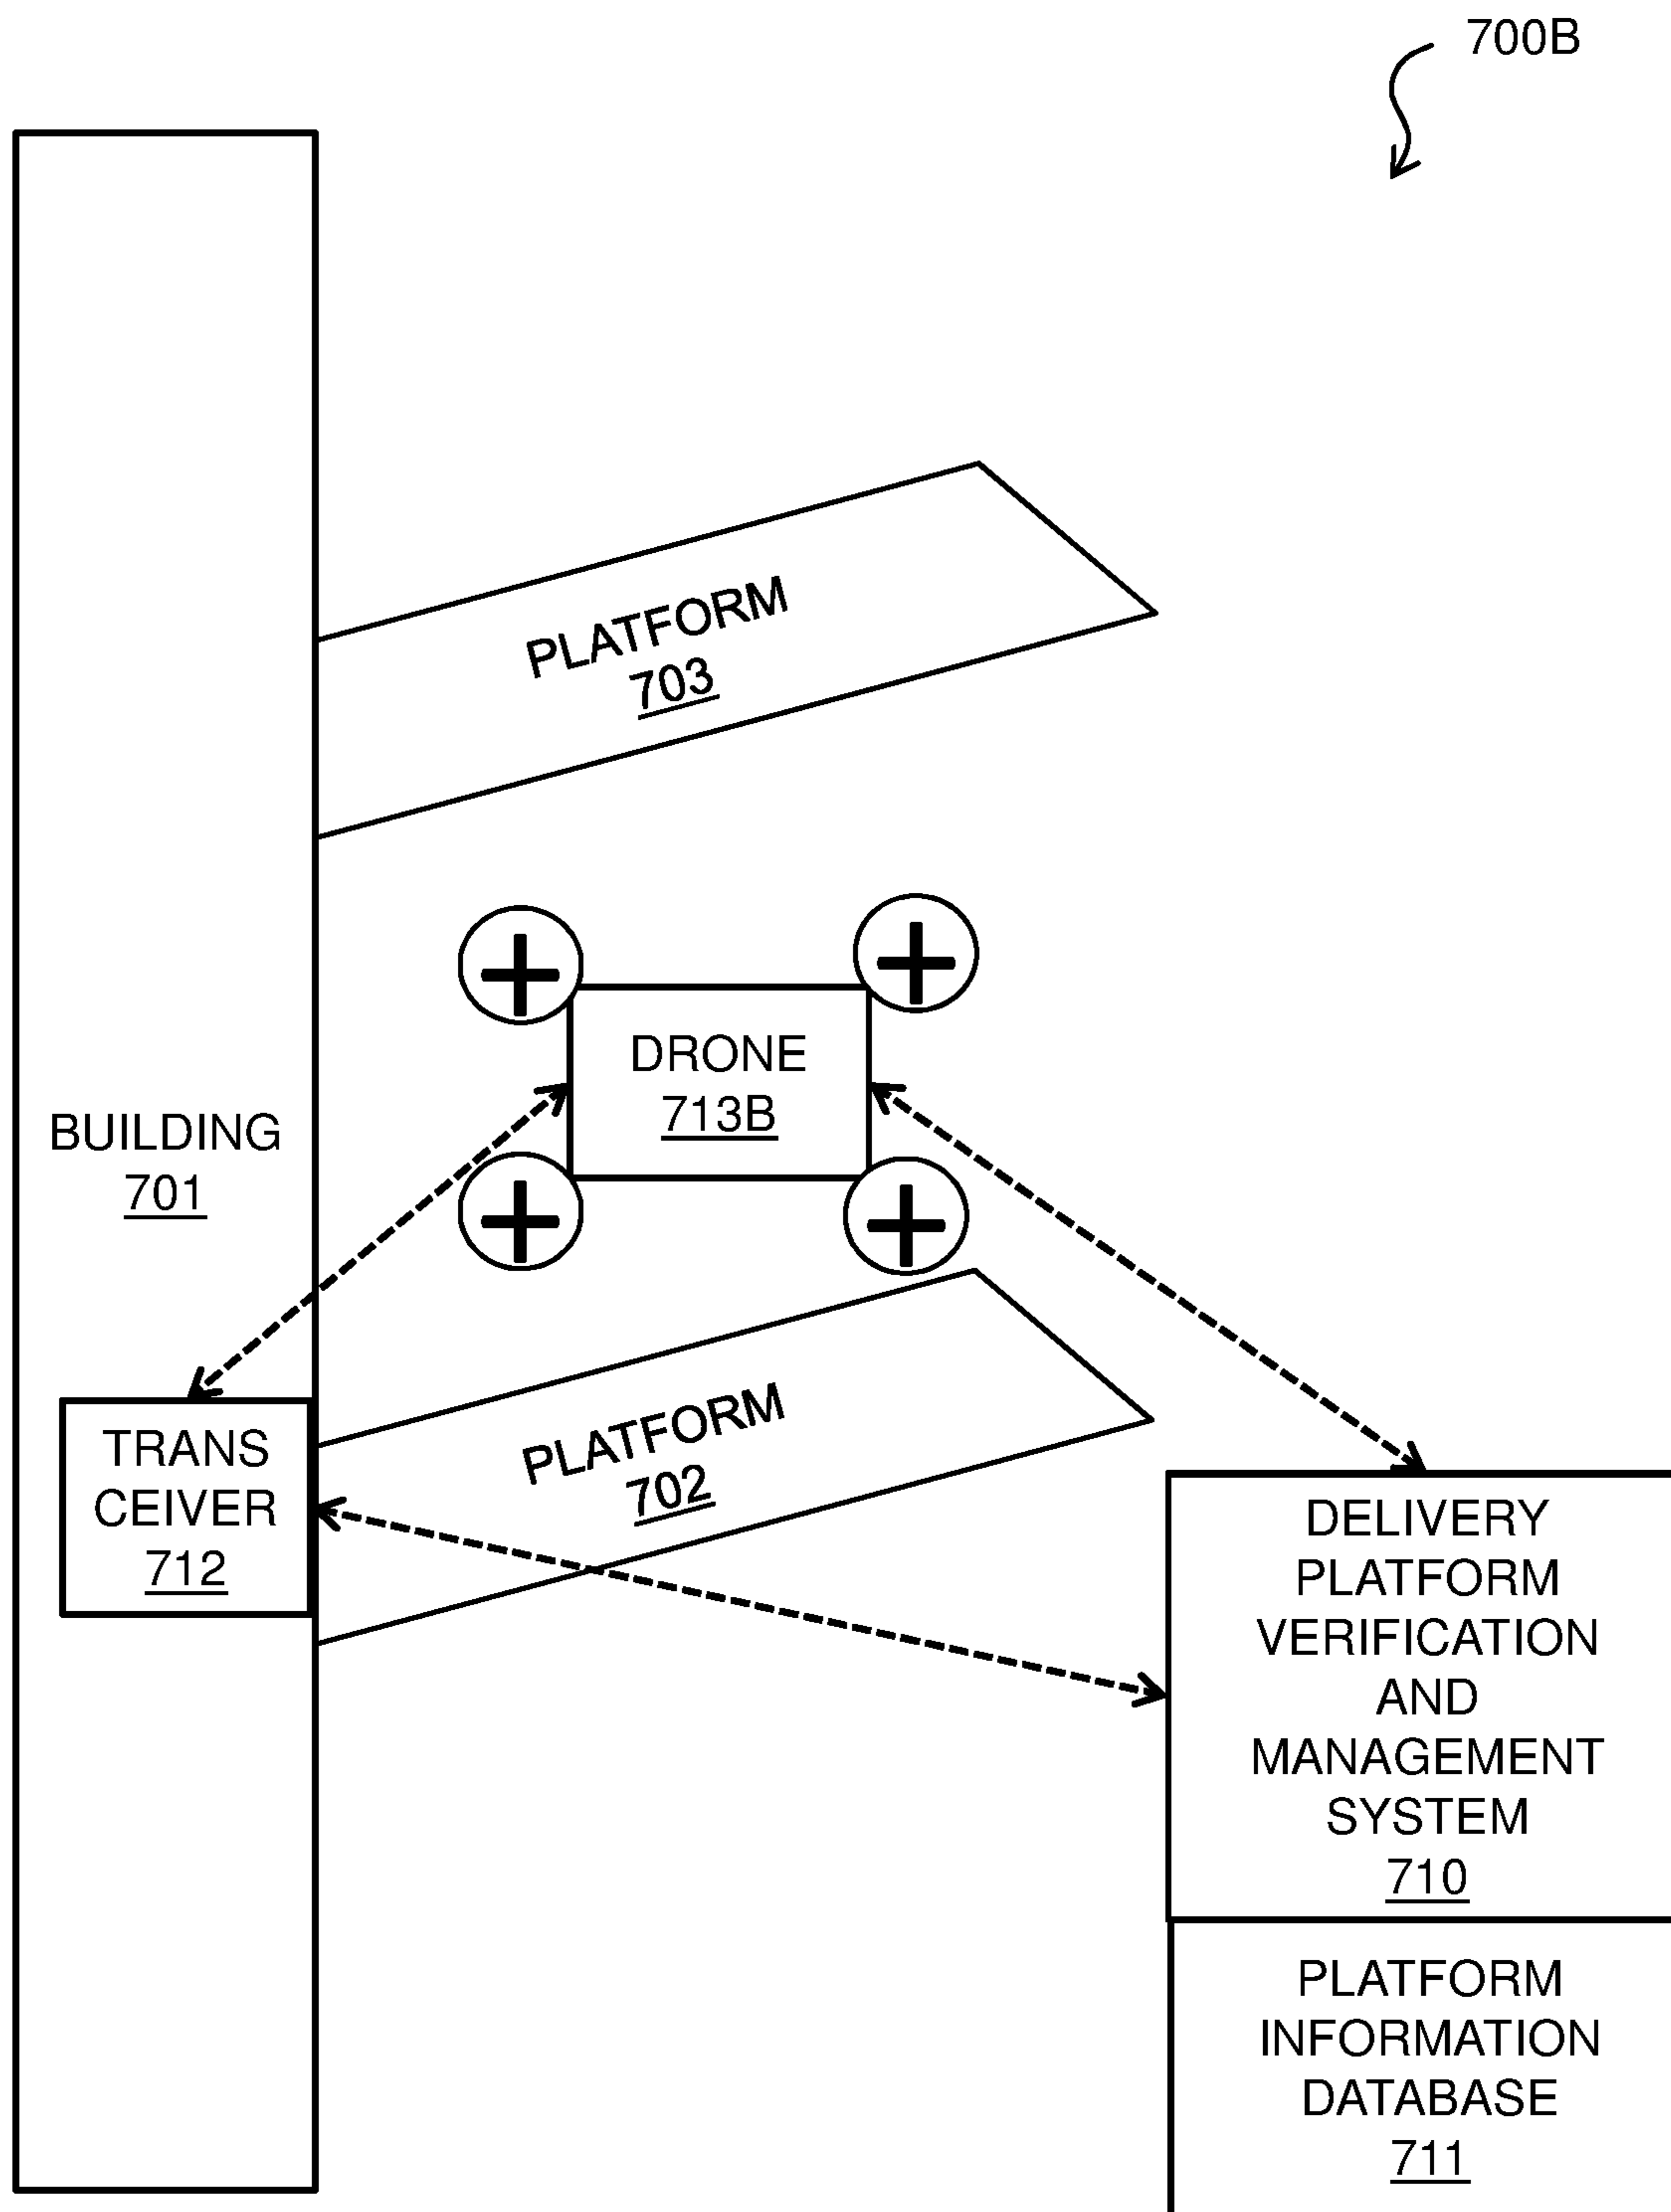 700B
PLATFORM
703
DRONE
713B
BUILDING
701
TRANS
CEIVER
712
PLATFORM
702
DELIVERY
PLATFORM
VERIFICATION
AND
MANAGEMENT
SYSTEM
710
PLATFORM
INFORMATION
DATABASE
711